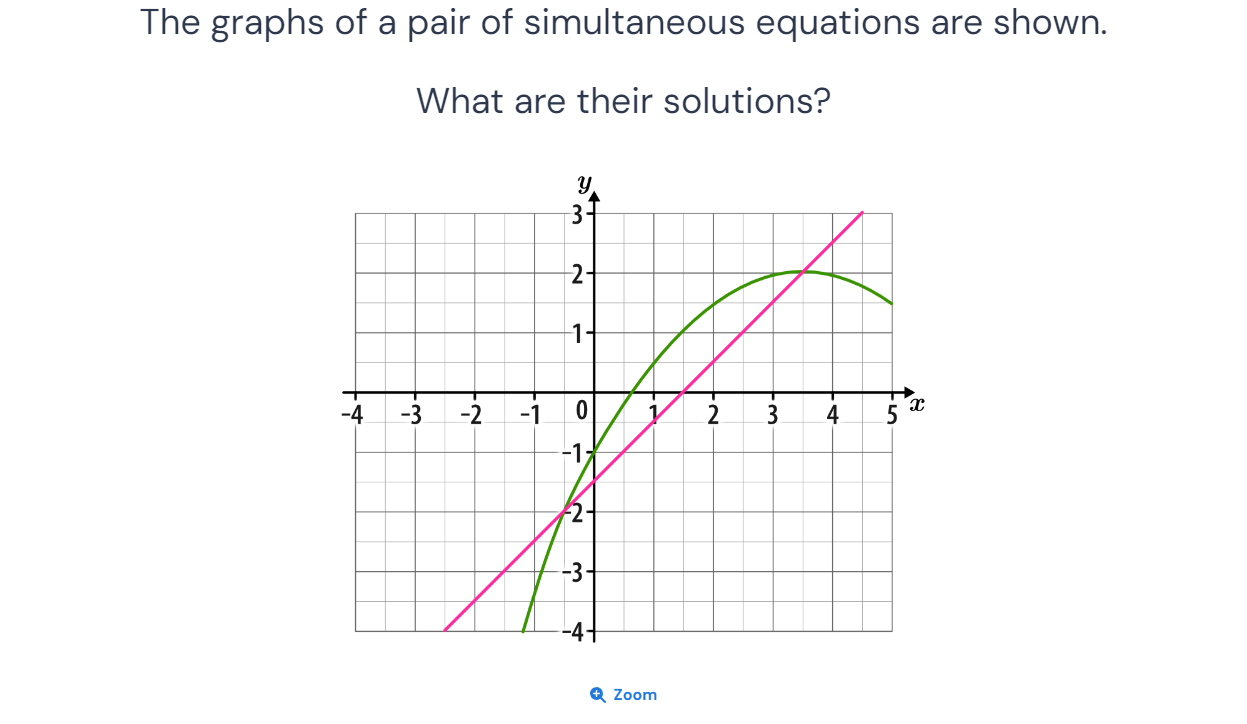 The graphs of a pair of simultaneous equations are shown.
What are their solutions?
y
3
2
1
-4 -3 -2 -1 0 1 2 3 4 5 x
-1
-2
-3
-4
Zoom